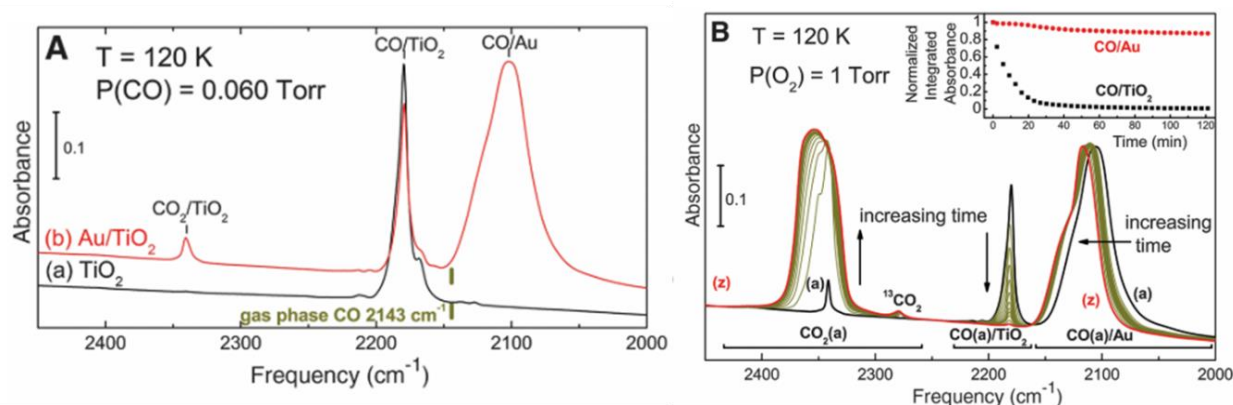 A
T = 120 K
P(CO) = 0.060 Torr
CO/TiO₂
CO/Au
0.1
CO₂/TiO₂
(b) Au/TiO₂
(a) TiO₂
gas phase CO 2143 cm⁻¹
Absorbance
2400
2300
2200
2100
2000
Frequency (cm⁻¹)
B
T = 120 K
P(O₂) = 1 Torr
Normalized
Integrated
Absorbance
1
0.8
0.6
0.4
0.2
0
CO/Au
CO/TiO₂
0
20
40
60
80
100
120
Time (min)
0.1
increasing time
increasing
time
(z)
(a)
¹³CO₂
(z)
(a)
CO₂(a)
CO(a)/TiO₂
CO(a)/Au
Absorbance
2400
2300
2200
2100
2000
Frequency (cm⁻¹)